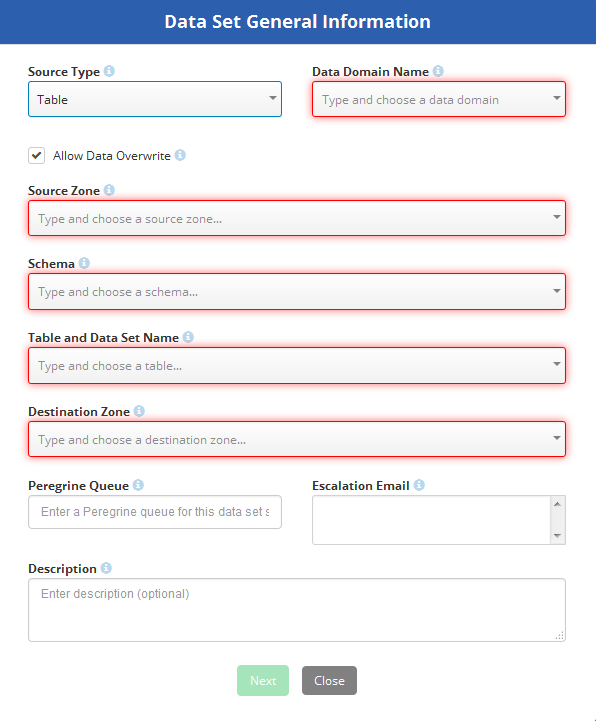 Data Set General Information
Source Type
Data Domain Name
Table
Type and choose a data domain
Allow Data Overwrite
Source Zone
Type and choose a source zone...
Schema
Type and choose a schema...
Table and Data Set Name
Type and choose a table...
Destination Zone
Type and choose a destination zone...
Peregrine Queue
Escalation Email
Enter a Peregrine queue for this data set s
Description
Enter description (optional)
Next
Close